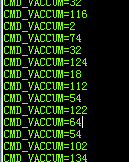 CMD_VACCUM=32
CMD_VACCUM=116
CMD_VACCUM=2
CMD_VACCUM=74
CMD_VACCUM=32
CMD_VACCUM=124
CMD_VACCUM=18
CMD_VACCUM=112
CMD_VACCUM=54
CMD_VACCUM=122
CMD_VACCUM=64
CMD_VACCUM=54
CMD_VACCUM=102
CMD_VACCUM=134